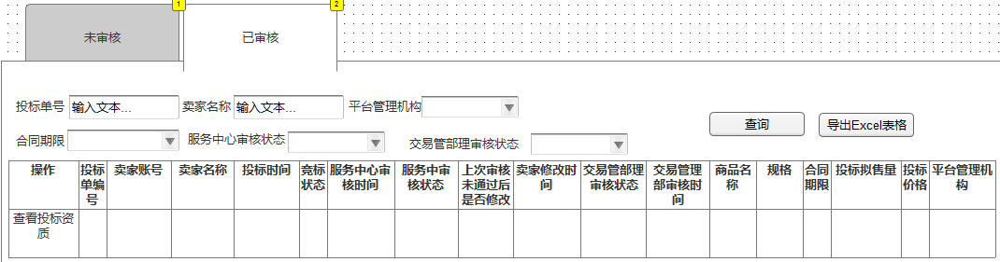 1
2
未审核
已审核
投标单号 输入文本... 卖家名称 输入文本... 平台管理机构
查询 导出Excel表格
合同期限 服务中心审核状态 交易管部理审核状态
操作 投标单编号 卖家账号 卖家名称 投标时间 竞标状态 服务中心审核时间 服务中审核状态 上次审核未通过后是否修改 卖家修改时间 交易管部理审核状态 交易管理部审核时间 商品名称 规格 合同期限 投标拟售量 投标价格 平台管理机构
查看投标资质